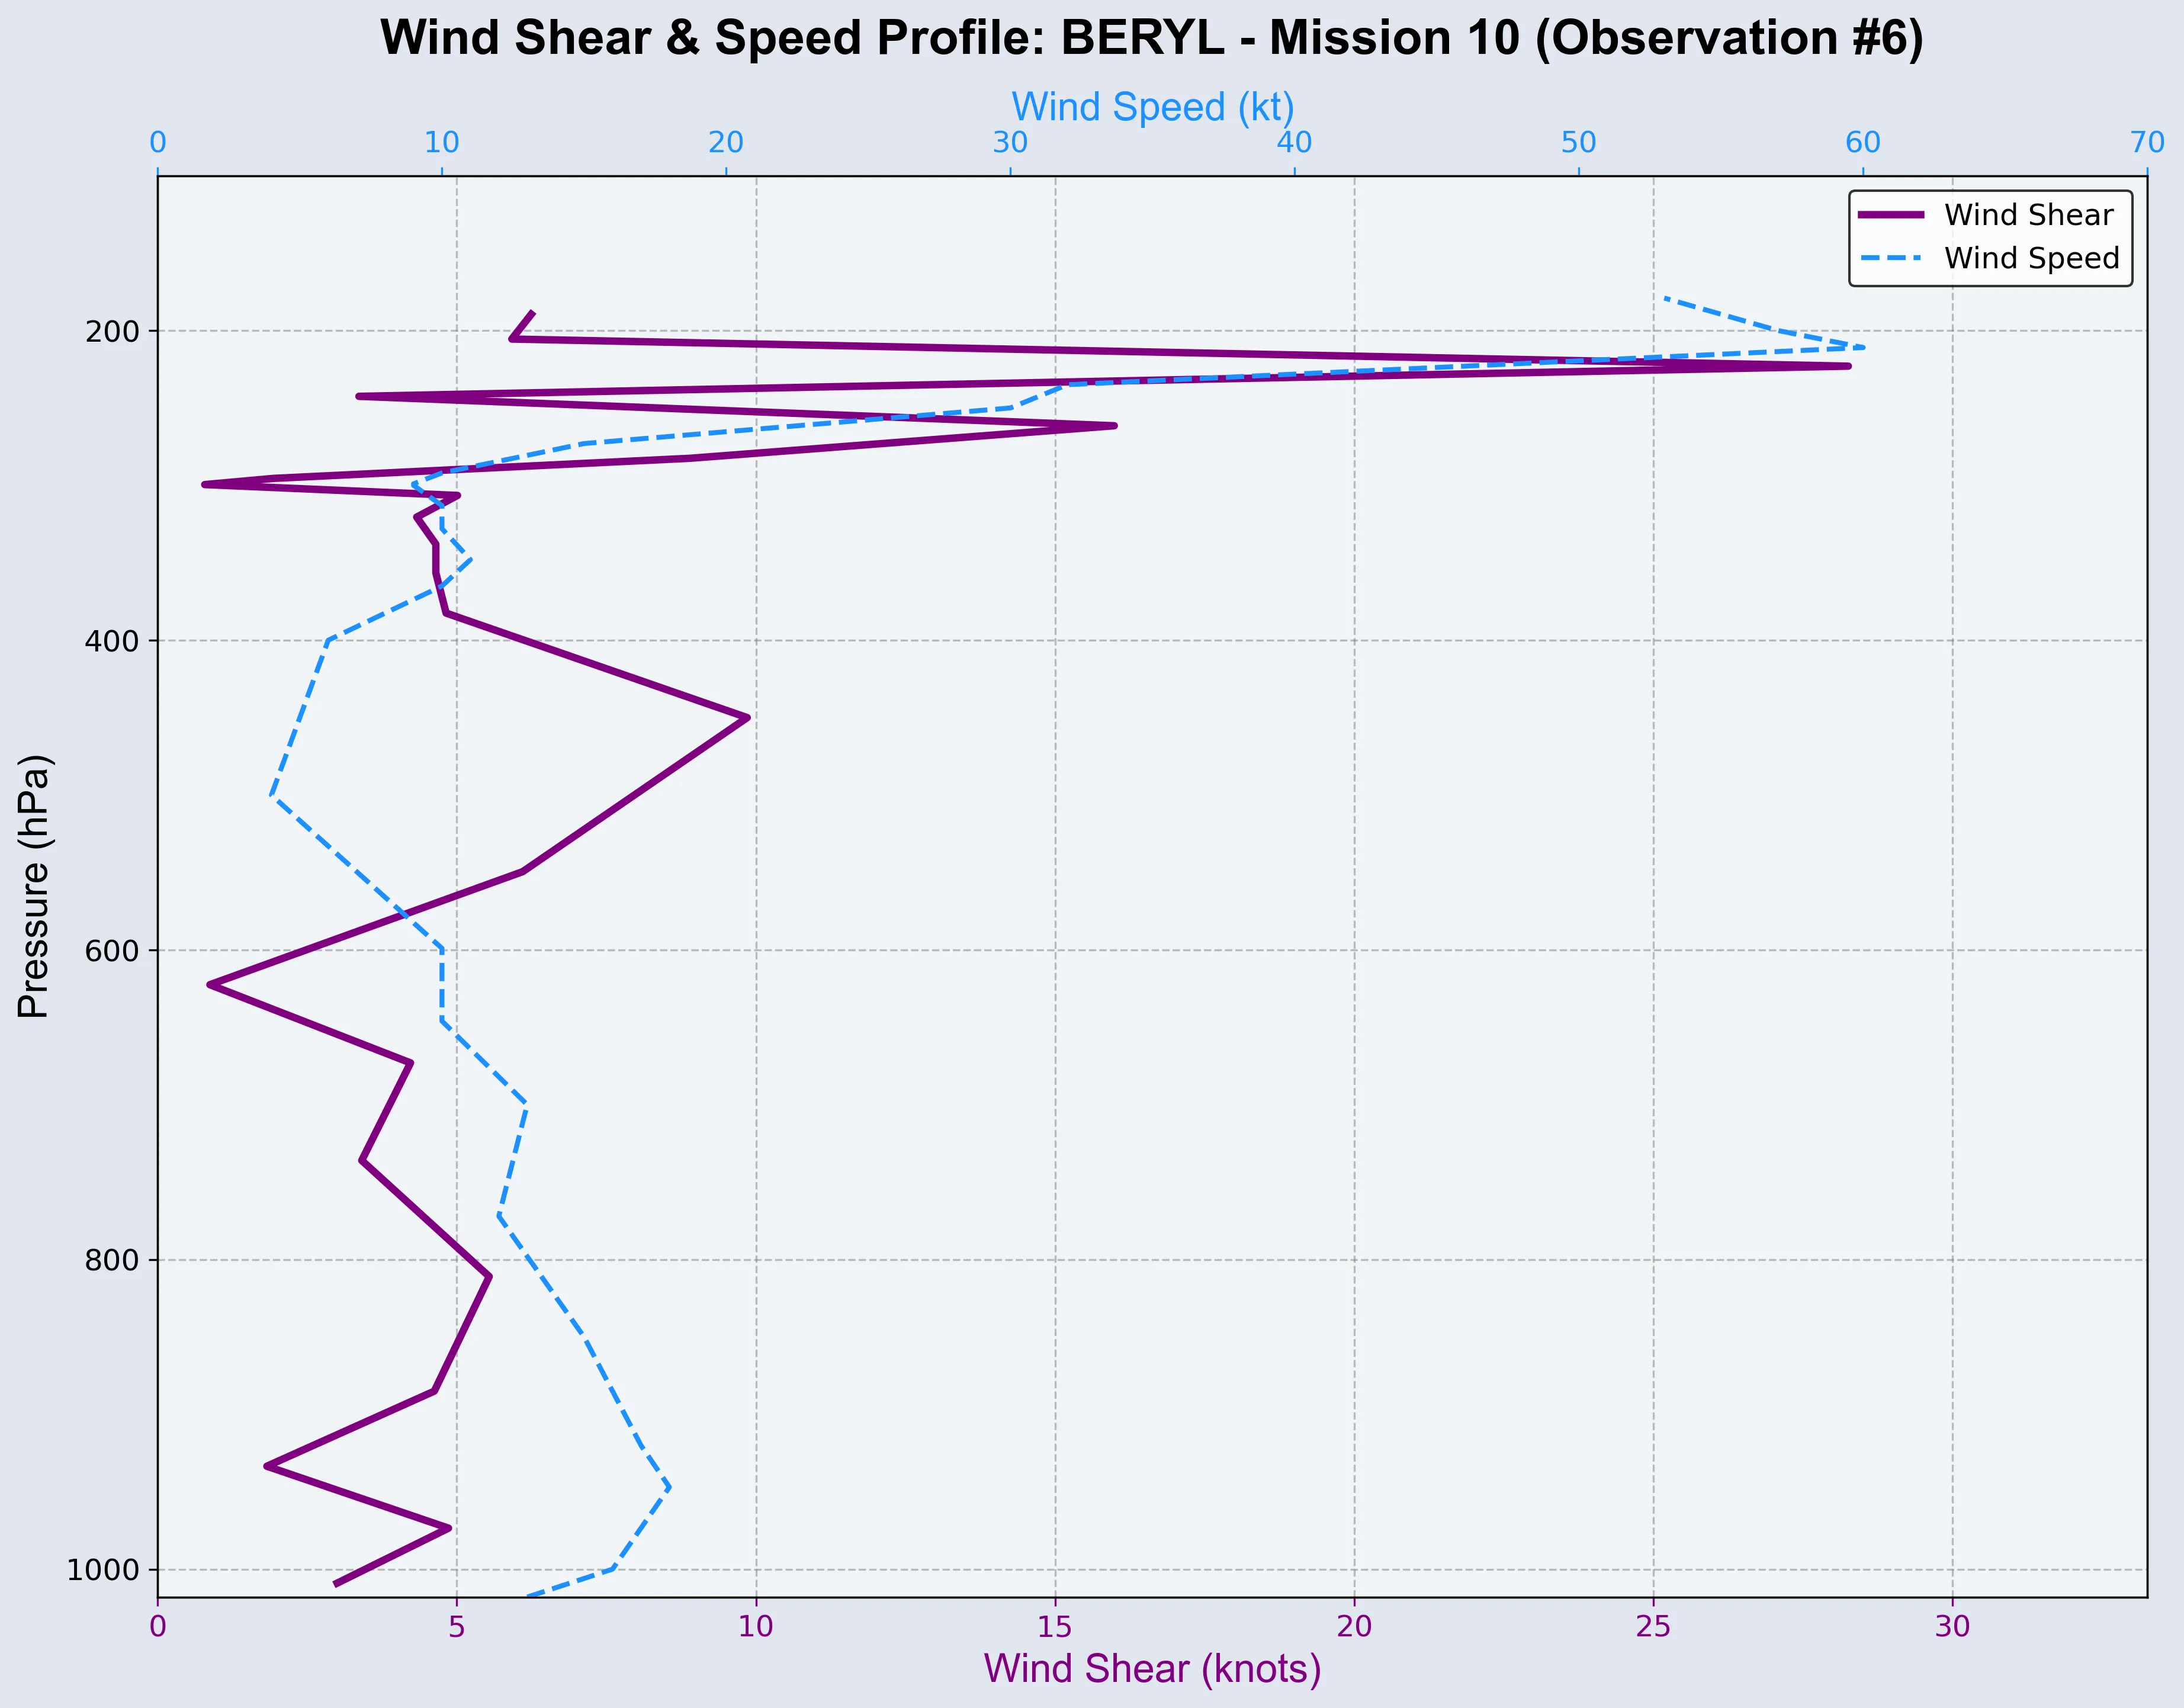 Wind Shear & Speed Profile: BERYL - Mission 10 (Observation #6)
Wind Speed (kt)
0 10 20 30 40 50 60 70
Wind Shear
Wind Speed
200
400
600
800
1000
Pressure (hPa)
0 5 10 15 20 25 30
Wind Shear (knots)